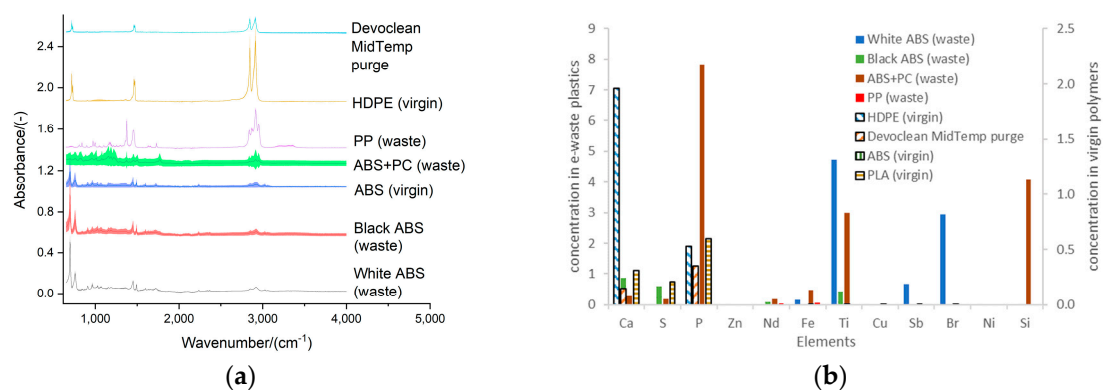 (a)
Absorbance/(-)
2.4
2.0
1.6
1.2
0.8
0.4
0.0
Devoclean
MidTemp
purge
HDPE (virgin)
PP (waste)
ABS+PC (waste)
ABS (virgin)
Black ABS
(waste)
White ABS
(waste)
1,000 2,000 3,000 4,000 5,000
Wavenumber/(cm⁻¹)
(a)
concentration in e-waste plastics
9
8
7
6
5
4
3
2
1
0
White ABS (waste)
Black ABS (waste)
ABS+PC (waste)
PP (waste)
HDPE (virgin)
Devoclean MidTemp purge
ABS (virgin)
PLA (virgin)
2.5
2.0
1.5
1.0
0.5
0.0
concentration in virgin polymers
Ca S P Zn Nd Fe Ti Cu Sb Br Ni Si
Elements
(b)